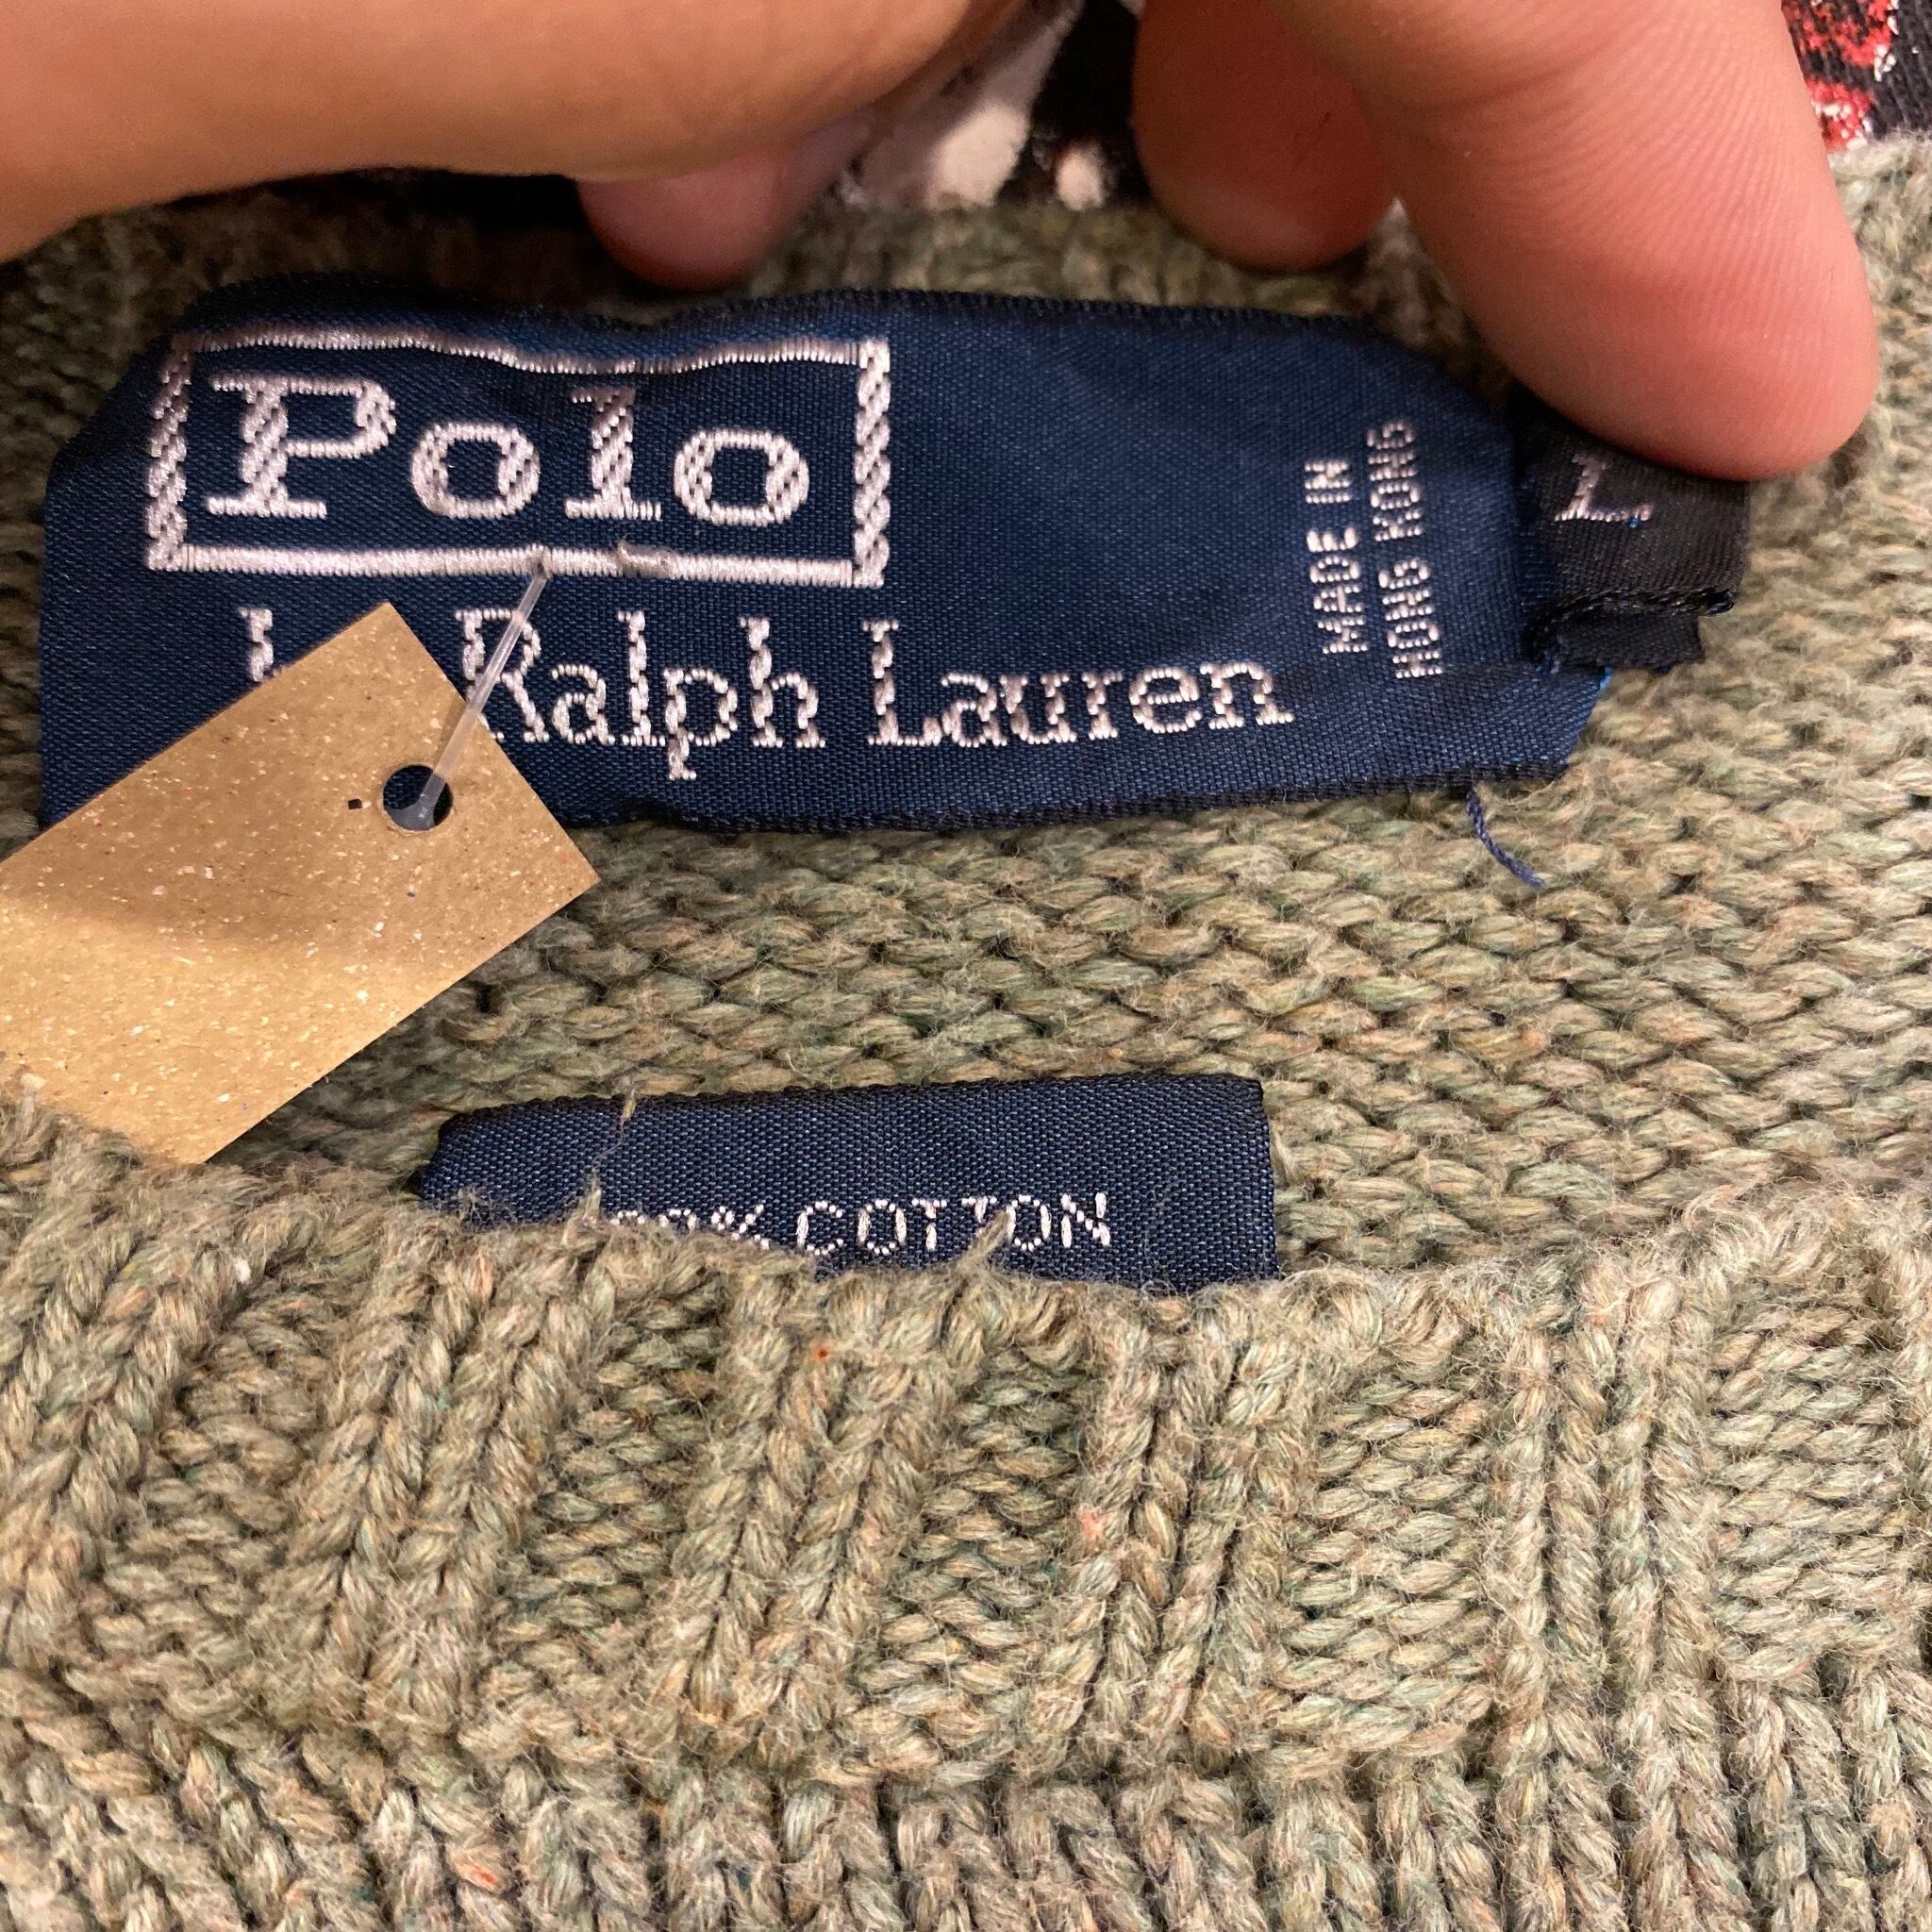 Polo
Ralph Lauren
MADE IN
HONG KONG
L
COTTON